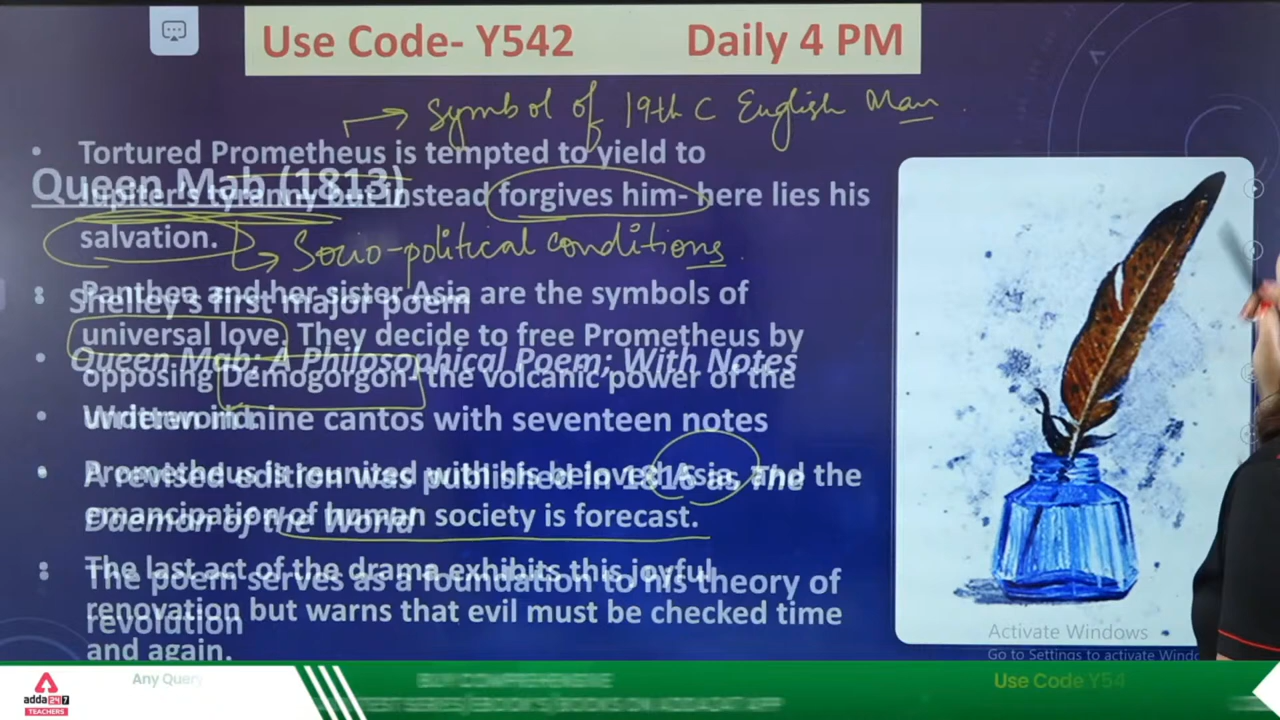 Use Code- Y542 Daily 4 PM
→ Symbol of 19th C English Man
• Tortured Prometheus is tempted to yield to
Jupiter's tyranny but instead forgives him- here lies his
salvation.
→ Socio-political conditions
Panthea and her sister Asia are the symbols of
universal love. They decide to free Prometheus by
opposing Demogorgon- the volcanic power of the
underworld.
Prometheus is reunited with his beloved Asia, and the
emancipation of human society is forecast.
The last act of the drama exhibits this joyful
renovation but warns that evil must be checked time
and again.
Queen Mab (1813)
• Shelley's first major poem
• Queen Mab; A Philosophical Poem; With Notes
• Written in nine cantos with seventeen notes
• A revised edition was published in 1816 as The
Daemon of the World
• The poem serves as a foundation to his theory of
revolution
Activate Windows
Go to Settings to activate Windo
Any Query
Use Code Y54
adda247
TEACHERS